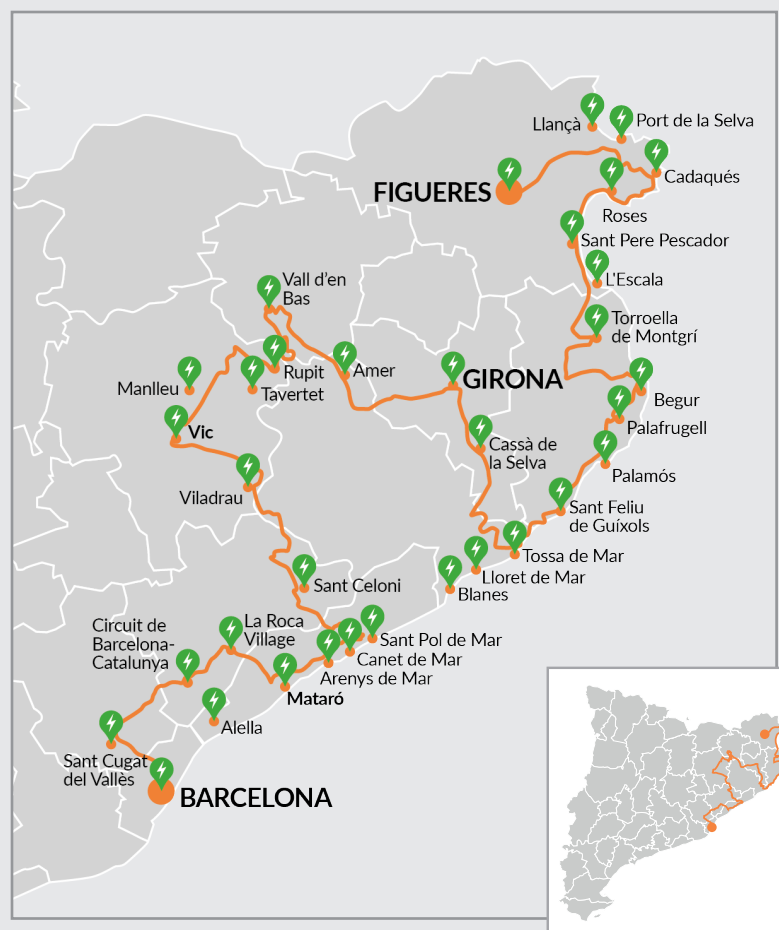 Llançà
Port de la Selva
FIGUERES
Cadaqués
Roses
Sant Pere Pescador
L'Escala
Vall d'en
Bas
Torroella
de Montgrí
Manlleu
Rupit
Tavertet
Amer
GIRONA
Begur
Palafrugell
Vic
Cassà de
la Selva
Palamós
Viladrau
Sant Feliu
de Guíxols
Tossa de Mar
Lloret de Mar
Blanes
Sant Celoni
Circuit de
Barcelona-
Catalunya
La Roca
Village
Sant Pol de Mar
Canet de Mar
Arenys de Mar
Mataró
Alella
Sant Cugat
del Vallès
BARCELONA